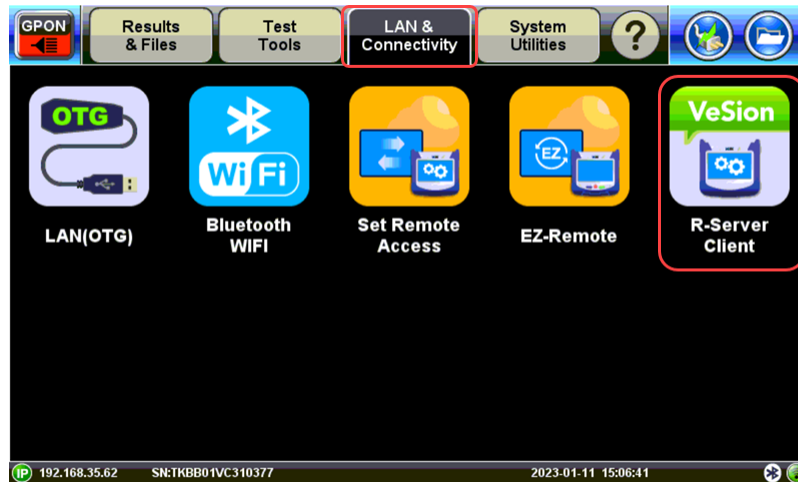 GPON
Results
& Files
Test
Tools
LAN &
Connectivity
System
Utilities
?
OTG
WiFi
EZ
VeSion
LAN(OTG)
Bluetooth
WIFI
Set Remote
Access
EZ-Remote
R-Server
Client
IP 192.168.35.62 SN:TKBB01VC310377 2023-01-11 15:06:41